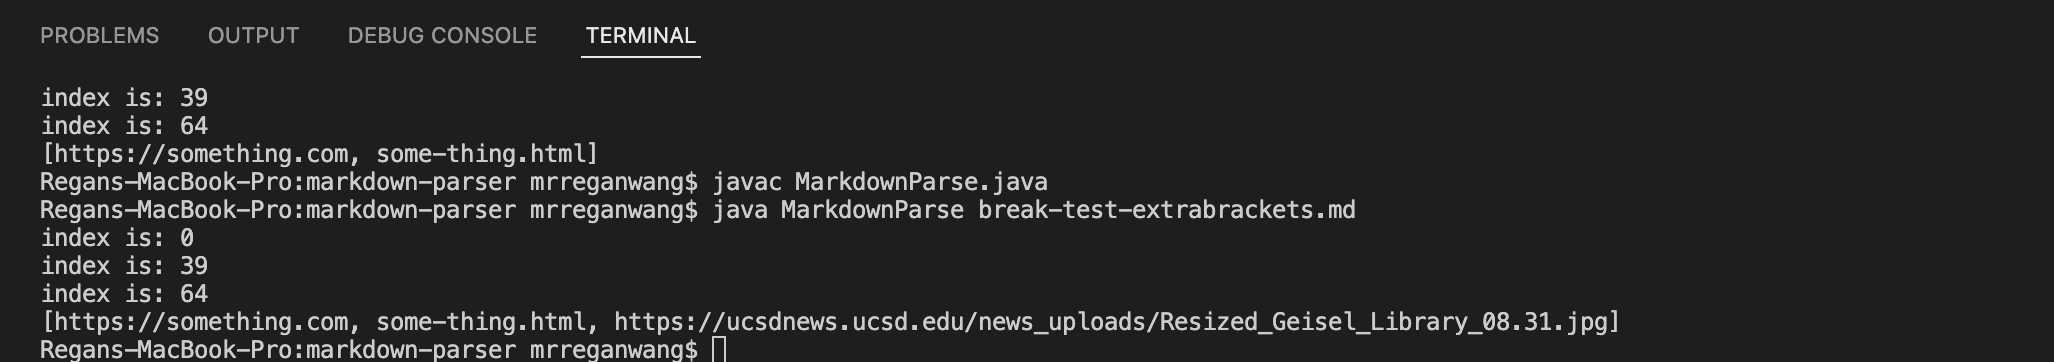 PROBLEMS OUTPUT DEBUG CONSOLE TERMINAL
index is: 39
index is: 64
[https://something.com, some-thing.html]
Regans-MacBook-Pro:markdown-parser mrreganwang$ javac MarkdownParse.java
Regans-MacBook-Pro:markdown-parser mrreganwang$ java MarkdownParse break-test-extrabrackets.md
index is: 0
index is: 39
index is: 64
[https://something.com, some-thing.html, https://ucsdnews.ucsd.edu/news_uploads/Resized_Geisel_Library_08.31.jpg]
Regans-MacBook-Pro:markdown-parser mrreganwang$